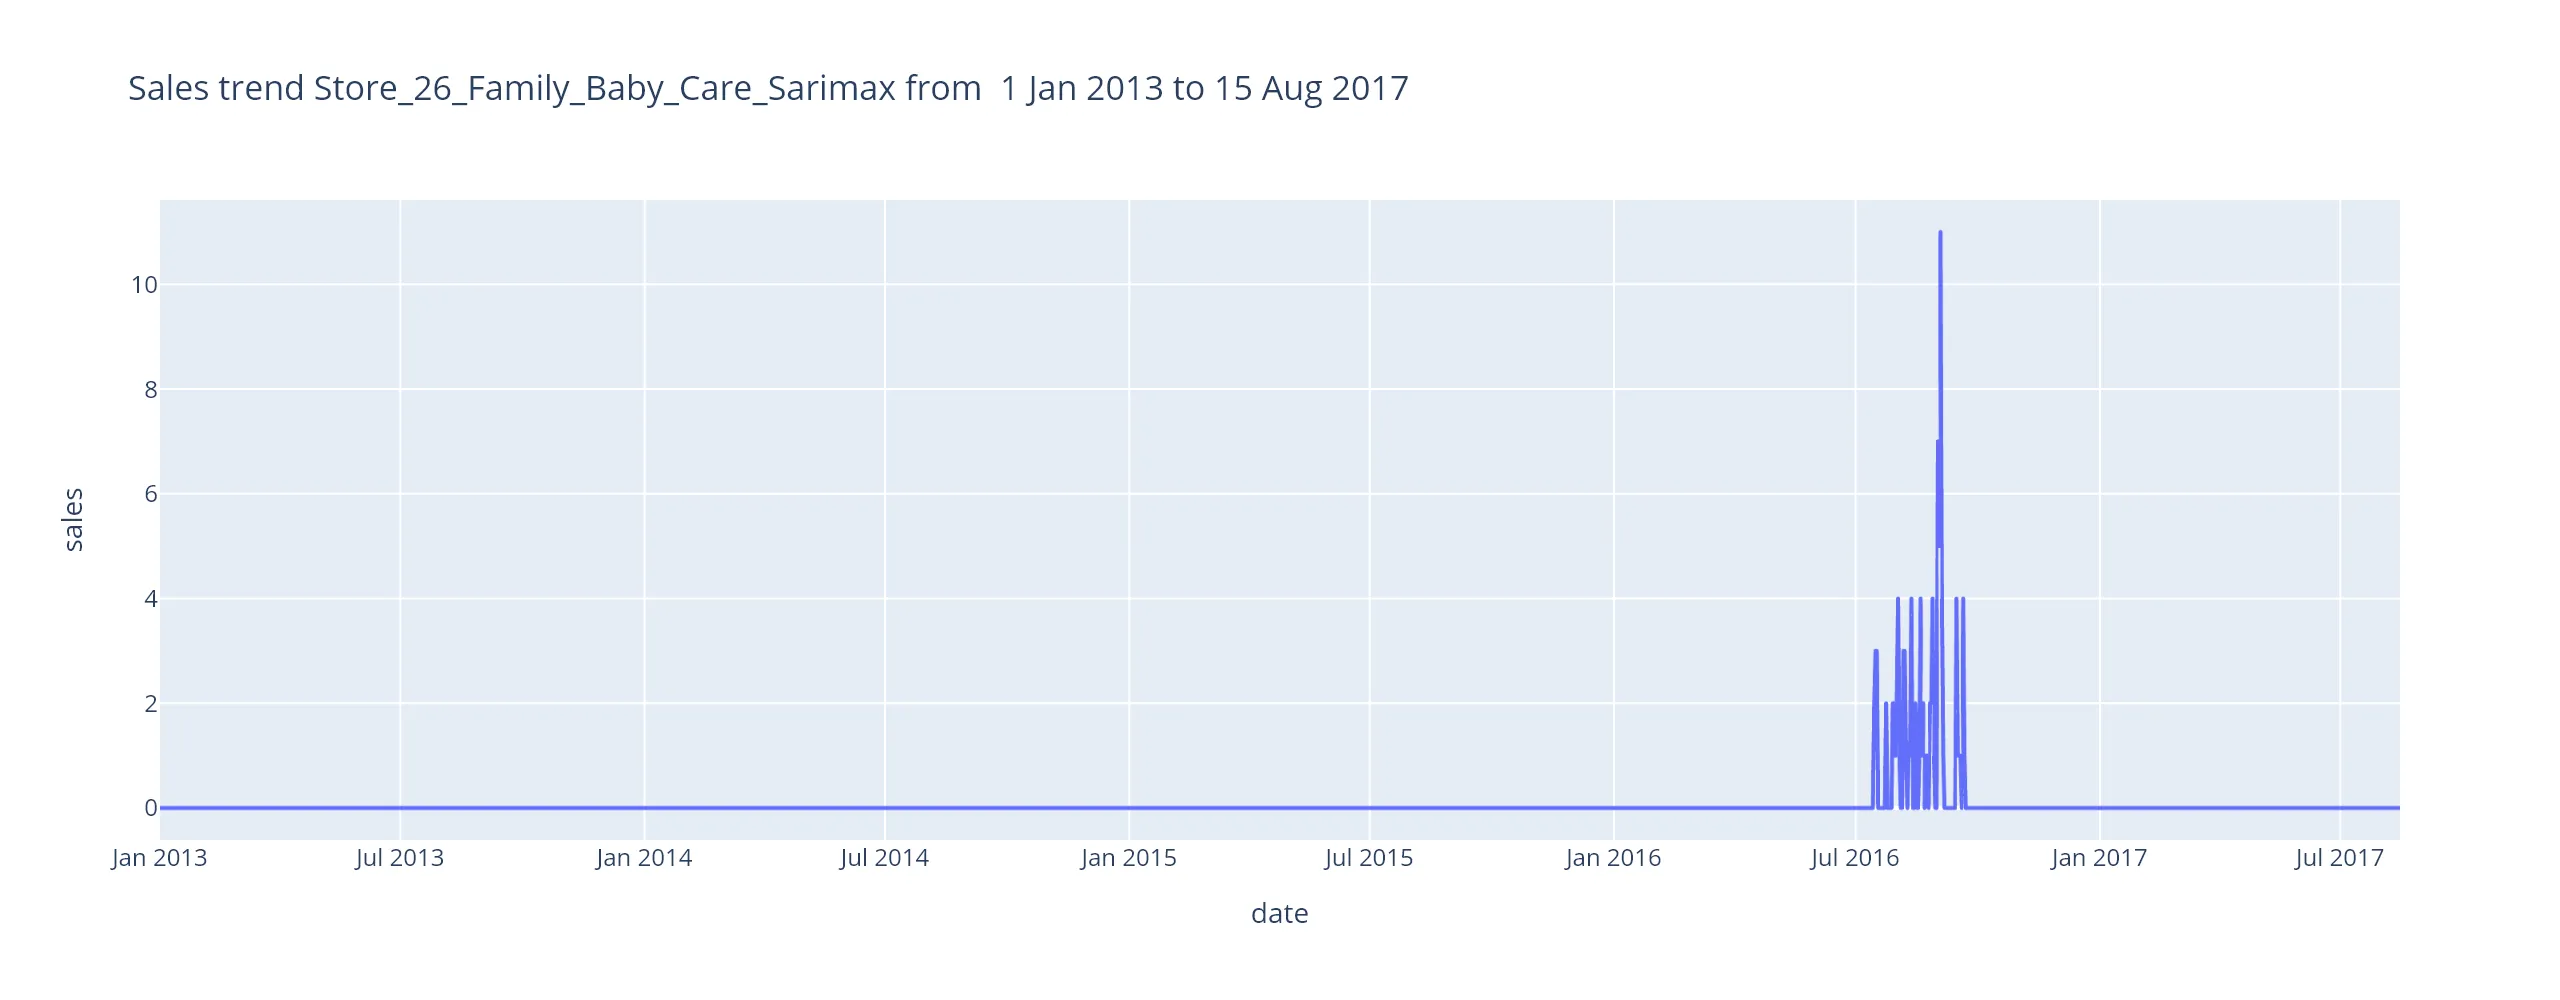 Sales trend Store_26_Family_Baby_Care_Sarimax from  1 Jan 2013 to 15 Aug 2017
10
8
6
4
2
0
sales
Jan 2013 Jul 2013 Jan 2014 Jul 2014 Jan 2015 Jul 2015 Jan 2016 Jul 2016 Jan 2017 Jul 2017
date